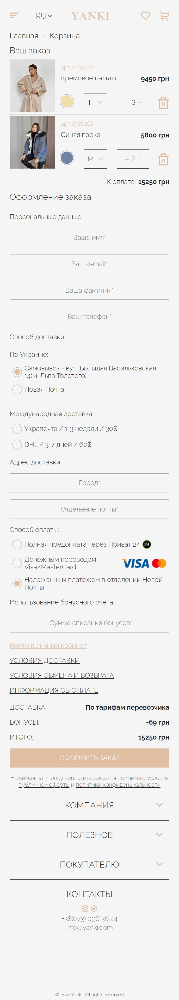 RU
YANKI
Главная › Корзина
Ваш заказ
арт. 1589956
Кремовое пальто 9450 грн
L – 3 +
арт. 1588262
Синяя парка 5800 грн
M – 2 +
К оплате: 15250 грн
Оформление заказа
Персональные данные:
Ваше имя*
Ваш e-mail*
Ваша фамилия*
Ваш телефон*
Способ доставки:
По Украине:
Самовывоз - вул. Большая Васильковская
14(м. Льва Толстого)
Новая Почта
Международная доставка:
Украпочта / 1-3 недели / 30$
DHL / 3-7 дней / 60$
Адрес доставки:
Город*
Отделение почты*
Способ оплаты:
Полная предоплата через Приват 24 24
Денежным переводом
Visa/MasterCard
VISA
Наложенным платежом в отделении Новой
Почты
Использование бонусного счёта:
Сумма списания бонусов*
Войти в личный кабинет
УСЛОВИЯ ДОСТАВКИ
УСЛОВИЯ ОБМЕНА И ВОЗВРАТА
ИНФОРМАЦИЯ ОБ ОПЛАТЕ
ДОСТАВКА: По тарифам перевозчика
БОНУСЫ: -69 грн
ИТОГО: 15250 грн
ОФОРМИТЬ ЗАКАЗ
Нажимая на кнопку «оплатить заказ», я принимаю условия
публичной оферты и политики конфиденциальности
КОМПАНИЯ
ПОЛЕЗНОЕ
ПОКУПАТЕЛЮ
КОНТАКТЫ
+38(073) 096 36 44
info@yanki.com
© 2021 Yanki. All rights reserved